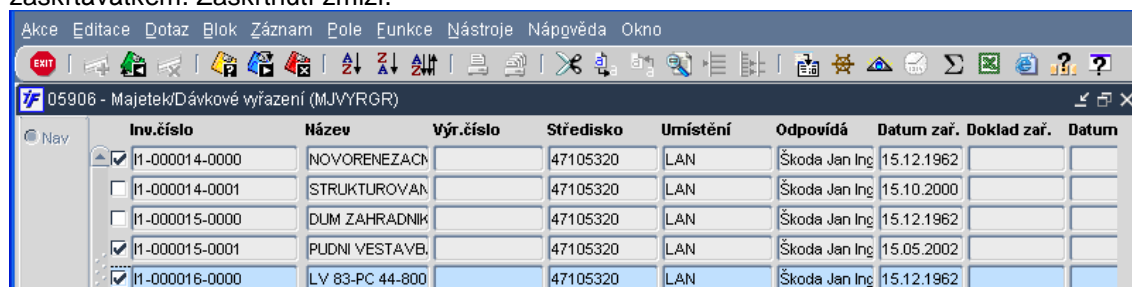 zaškrtávátkem. Zaškrtnutí zmizí.
Akce Editace Dotaz Blok Záznam Pole Funkce Nástroje Nápověda Okno
EXIT
05906 - Majetek/Dávkové vyřazení (MJVYRGR)
Nav Inv.číslo Název Výr.číslo Středisko Umístění Odpovídá Datum zař. Doklad zař. Datum
I1-000014-0000 NOVORENEZACN 47105320 LAN Škoda Jan Ing 15.12.1962
I1-000014-0001 STRUKTUROVAN 47105320 LAN Škoda Jan Ing 15.10.2000
I1-000015-0000 DUM ZAHRADNIK 47105320 LAN Škoda Jan Ing 15.12.1962
I1-000015-0001 PUDNI VESTAVB. 47105320 LAN Škoda Jan Ing 15.05.2002
I1-000016-0000 LV 83-PC 44-800 47105320 LAN Škoda Jan Ing 15.12.1962